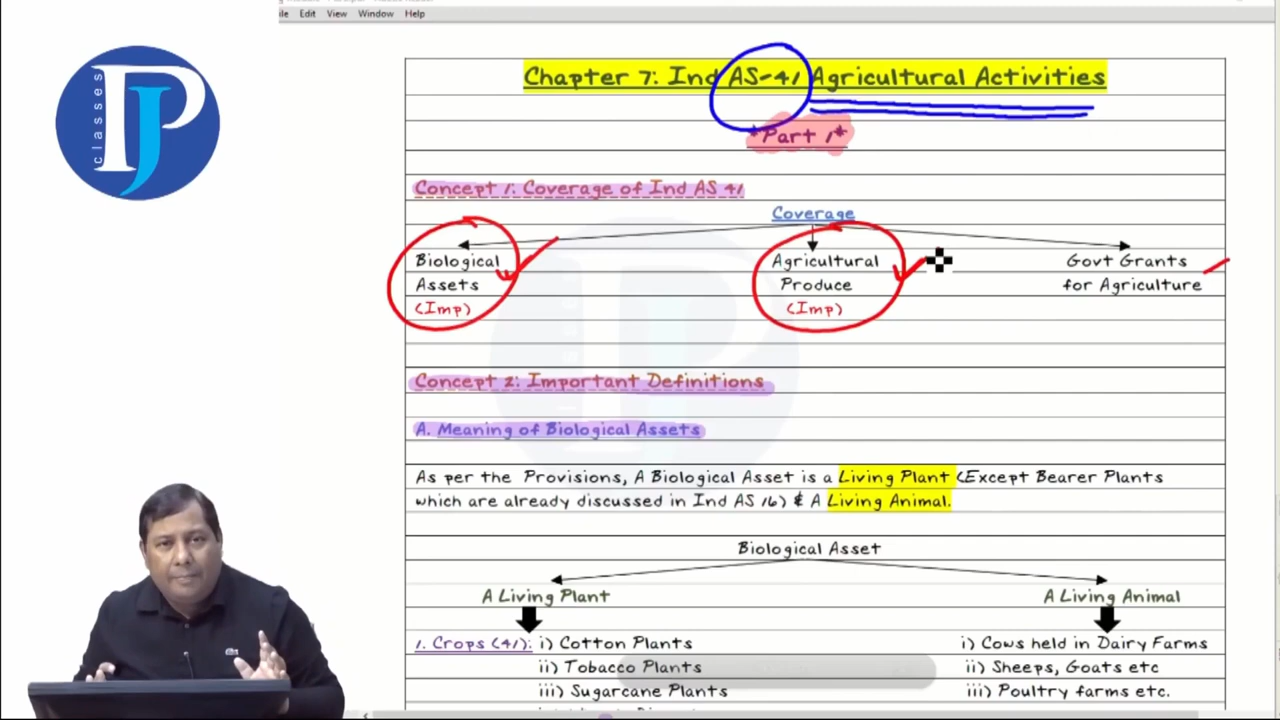 ile Edit View Window Help
classes
PJ
Chapter 7: Ind AS-41 Agricultural Activities
*Part 1*
Concept 1: Coverage of Ind AS 41
Coverage
Biological Assets (Imp)
Agricultural Produce (Imp)
Govt Grants for Agriculture
Concept 2: Important Definitions
A. Meaning of Biological Assets
As per the Provisions, A Biological Asset is a Living Plant (Except Bearer Plants
which are already discussed in Ind AS 16) & A Living Animal.
Biological Asset
A Living Plant
A Living Animal
1. Crops (41): i) Cotton Plants
ii) Tobacco Plants
iii) Sugarcane Plants
i) Cows held in Dairy Farms
ii) Sheeps, Goats etc
iii) Poultry farms etc.